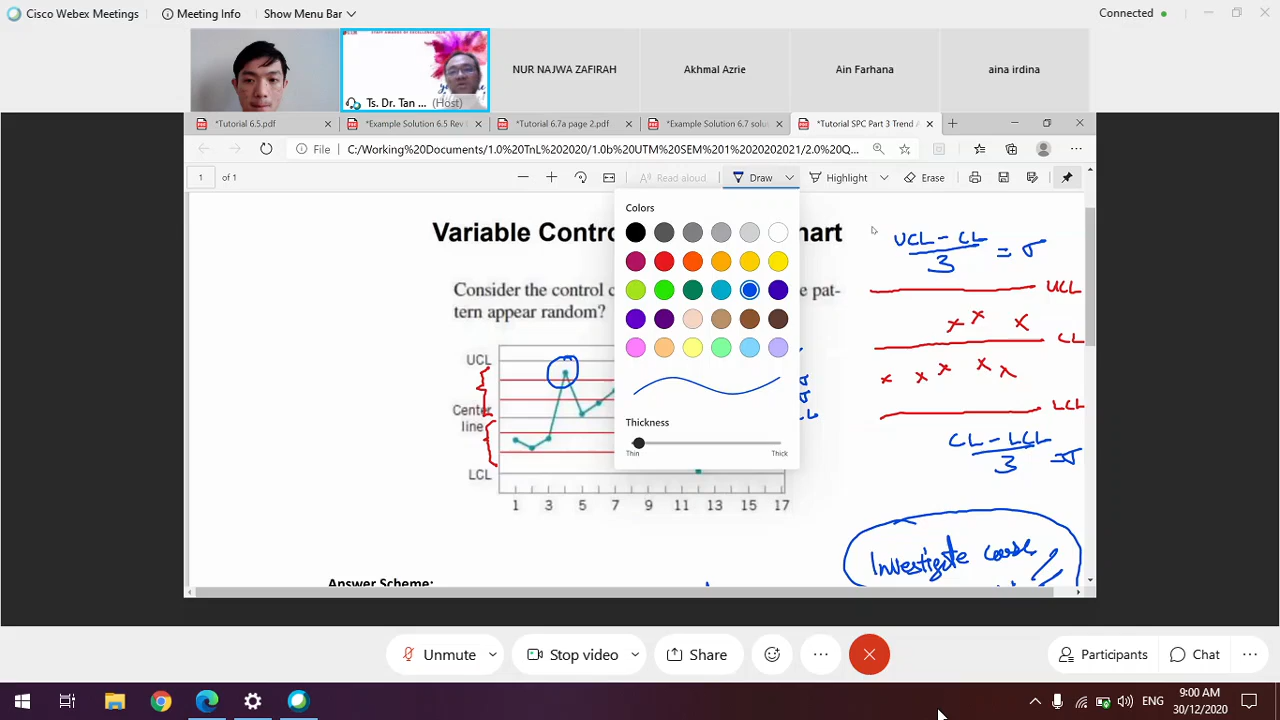 Cisco Webex Meetings
Meeting Info
Show Menu Bar
Connected
NUR NAJWA ZAFIRAH
Akhmal Azrie
Ain Farhana
aina irdina
Ts. Dr. Tan ... (Host)
*Tutorial 6.5.pdf
*Example Solution 6.5 Rev
*Tutorial 6.7a page 2.pdf
*Example Solution 6.7 solu
*Tutorial SPC Part 3 Trend A
File
C:/Working%20Documents/1.0%20TnL%202020/1.0b%20UTM%20SEM%201%2020202021/2.0%20Q...
1 of 1
Read aloud
Draw
Highlight
Erase
Variable Contro
hart
Consider the control c
e pat-
tern appear random?
UCL
Center
line
LCL
1 3 5 7 9 11 13 15 17
Colors
Thickness
Thin
Thick
UCL - CL
3
= σ
UCL
CL
LCL
CL - LCL
3
= σ
Investigate
Answer Scheme:
Unmute
Stop video
Share
Participants
Chat
ENG
9:00 AM
30/12/2020